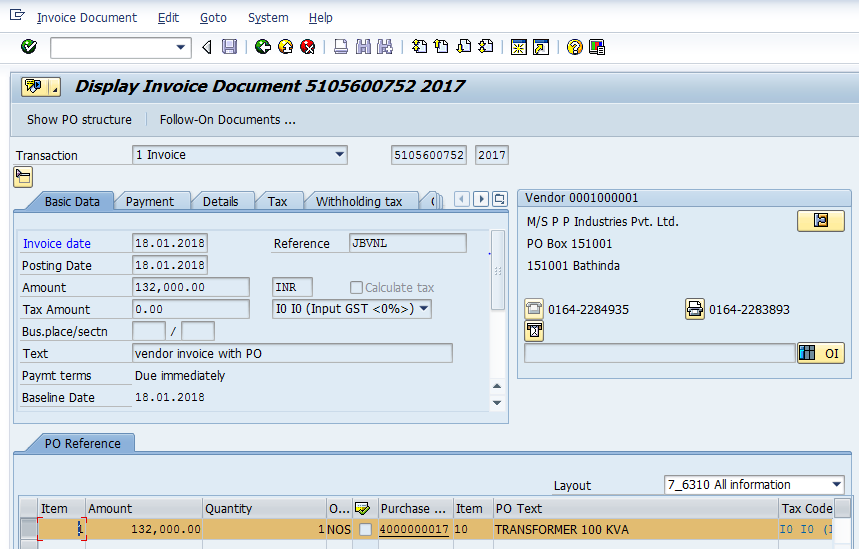 Invoice Document Edit Goto System Help
Display Invoice Document 5105600752 2017
Show PO structure Follow-On Documents ...
Transaction 1 Invoice 5105600752 2017
Basic Data Payment Details Tax Withholding tax
Vendor 0001000001
Invoice date 18.01.2018 Reference JBVNL
M/S P P Industries Pvt. Ltd.
Posting Date 18.01.2018
PO Box 151001
Amount 132,000.00 INR Calculate tax
151001 Bathinda
Tax Amount 0.00 I0 I0 (Input GST <0%>)
0164-2284935 0164-2283893
Bus.place/sectn /
Text vendor invoice with PO
OI
Paymt terms Due immediately
Baseline Date 18.01.2018
PO Reference
Layout 7_6310 All information
Item Amount Quantity O... Purchase ... Item PO Text Tax Code
1 132,000.00 1 NOS 4000000017 10 TRANSFORMER 100 KVA I0 I0 (I